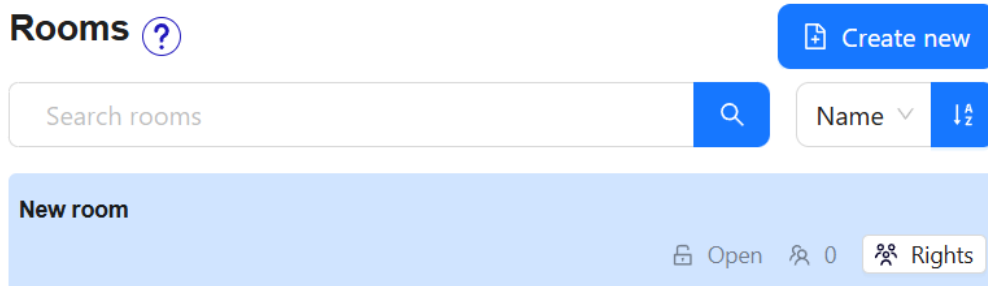 Rooms ?
Create new
Search rooms
Name
New room
Open 0 Rights